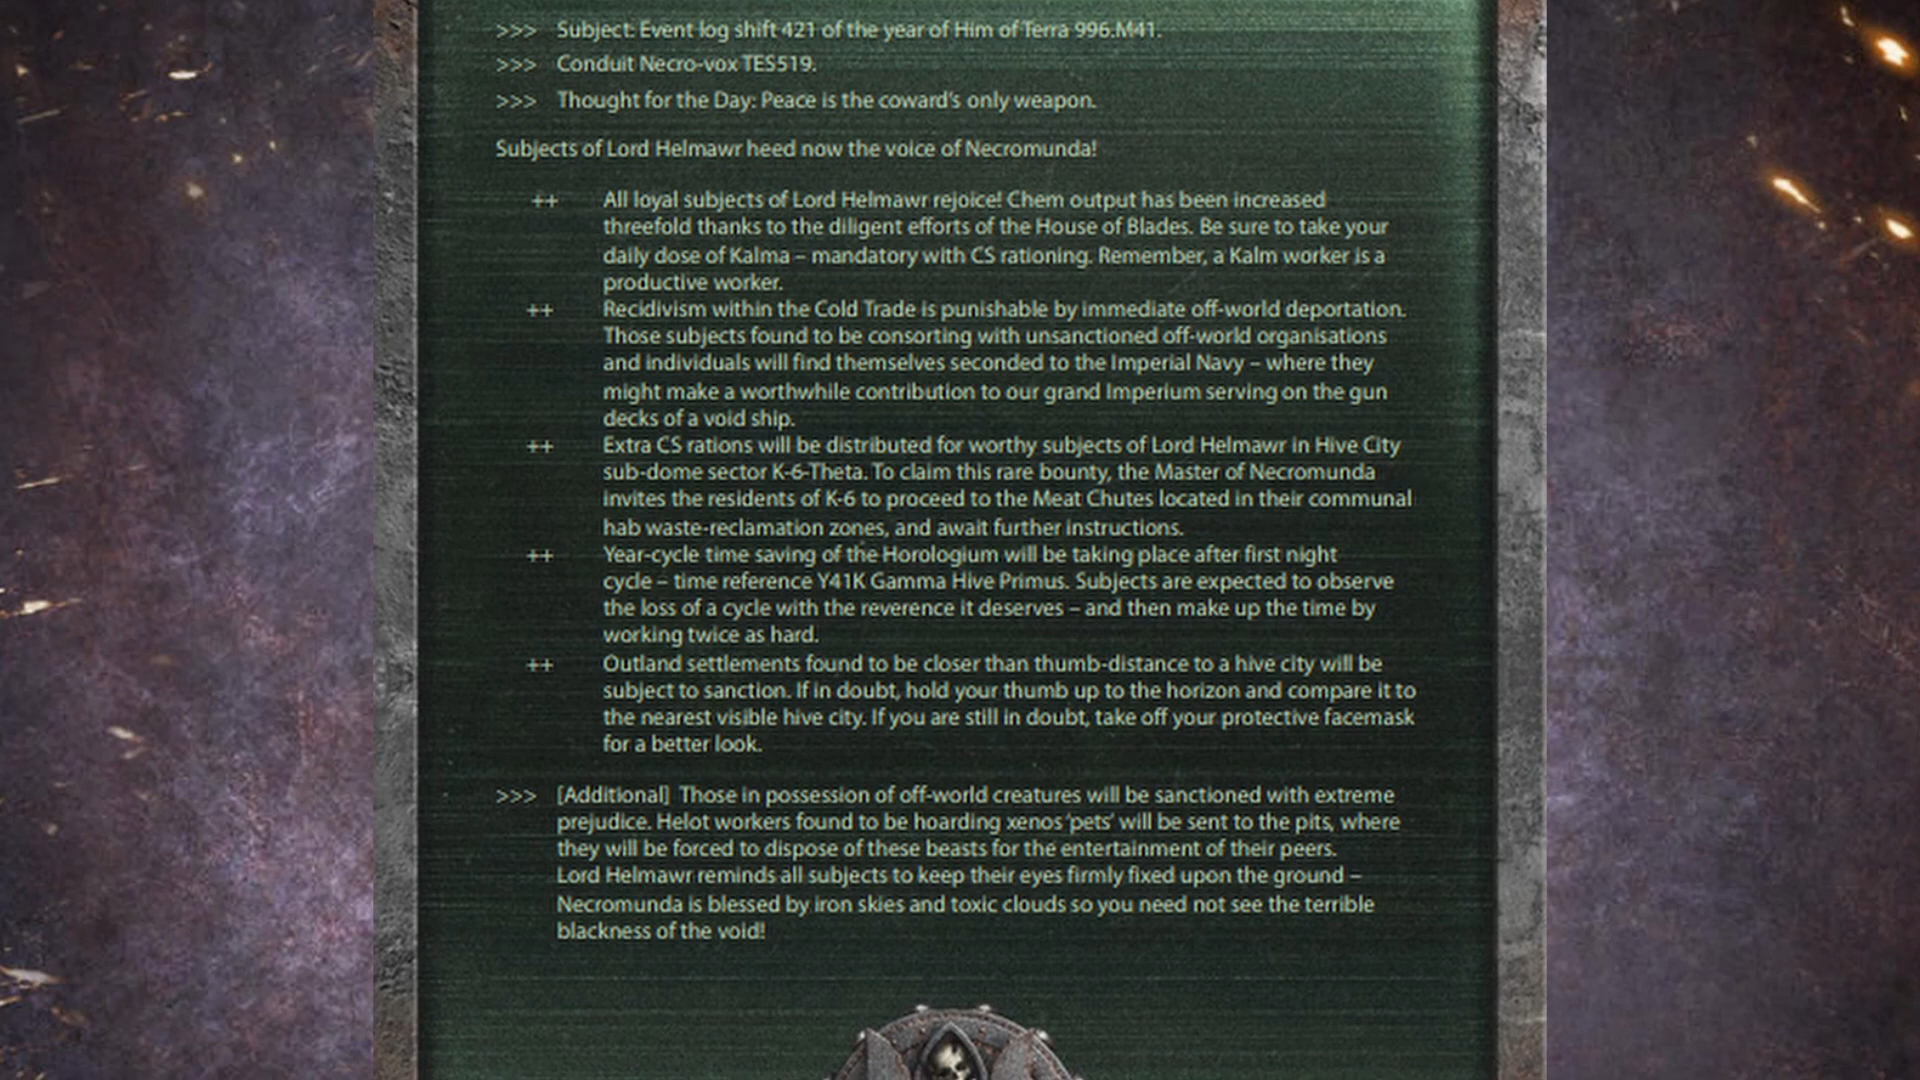 >>> Subject: Event log shift 421 of the year of Him of Terra 996.M41.
>>> Conduit Necro-vox TES519.
>>> Thought for the Day: Peace is the coward's only weapon.
Subjects of Lord Helmawr heed now the voice of Necromunda!
++ All loyal subjects of Lord Helmawr rejoice! Chem output has been increased
threefold thanks to the diligent efforts of the House of Blades. Be sure to take your
daily dose of Kalma – mandatory with CS rationing. Remember, a Kalm worker is a
productive worker.
++ Recidivism within the Cold Trade is punishable by immediate off-world deportation.
Those subjects found to be consorting with unsanctioned off-world organisations
and individuals will find themselves seconded to the Imperial Navy – where they
might make a worthwhile contribution to our grand Imperium serving on the gun
decks of a void ship.
++ Extra CS rations will be distributed for worthy subjects of Lord Helmawr in Hive City
sub-dome sector K-6-Theta. To claim this rare bounty, the Master of Necromunda
invites the residents of K-6 to proceed to the Meat Chutes located in their communal
hab waste-reclamation zones, and await further instructions.
++ Year-cycle time saving of the Horologium will be taking place after first night
cycle – time reference Y41K Gamma Hive Primus. Subjects are expected to observe
the loss of a cycle with the reverence it deserves – and then make up the time by
working twice as hard.
++ Outland settlements found to be closer than thumb-distance to a hive city will be
subject to sanction. If in doubt, hold your thumb up to the horizon and compare it to
the nearest visible hive city. If you are still in doubt, take off your protective facemask
for a better look.
>>> [Additional] Those in possession of off-world creatures will be sanctioned with extreme
prejudice. Helot workers found to be hoarding xenos 'pets' will be sent to the pits, where
they will be forced to dispose of these beasts for the entertainment of their peers.
Lord Helmawr reminds all subjects to keep their eyes firmly fixed upon the ground –
Necromunda is blessed by iron skies and toxic clouds so you need not see the terrible
blackness of the void!